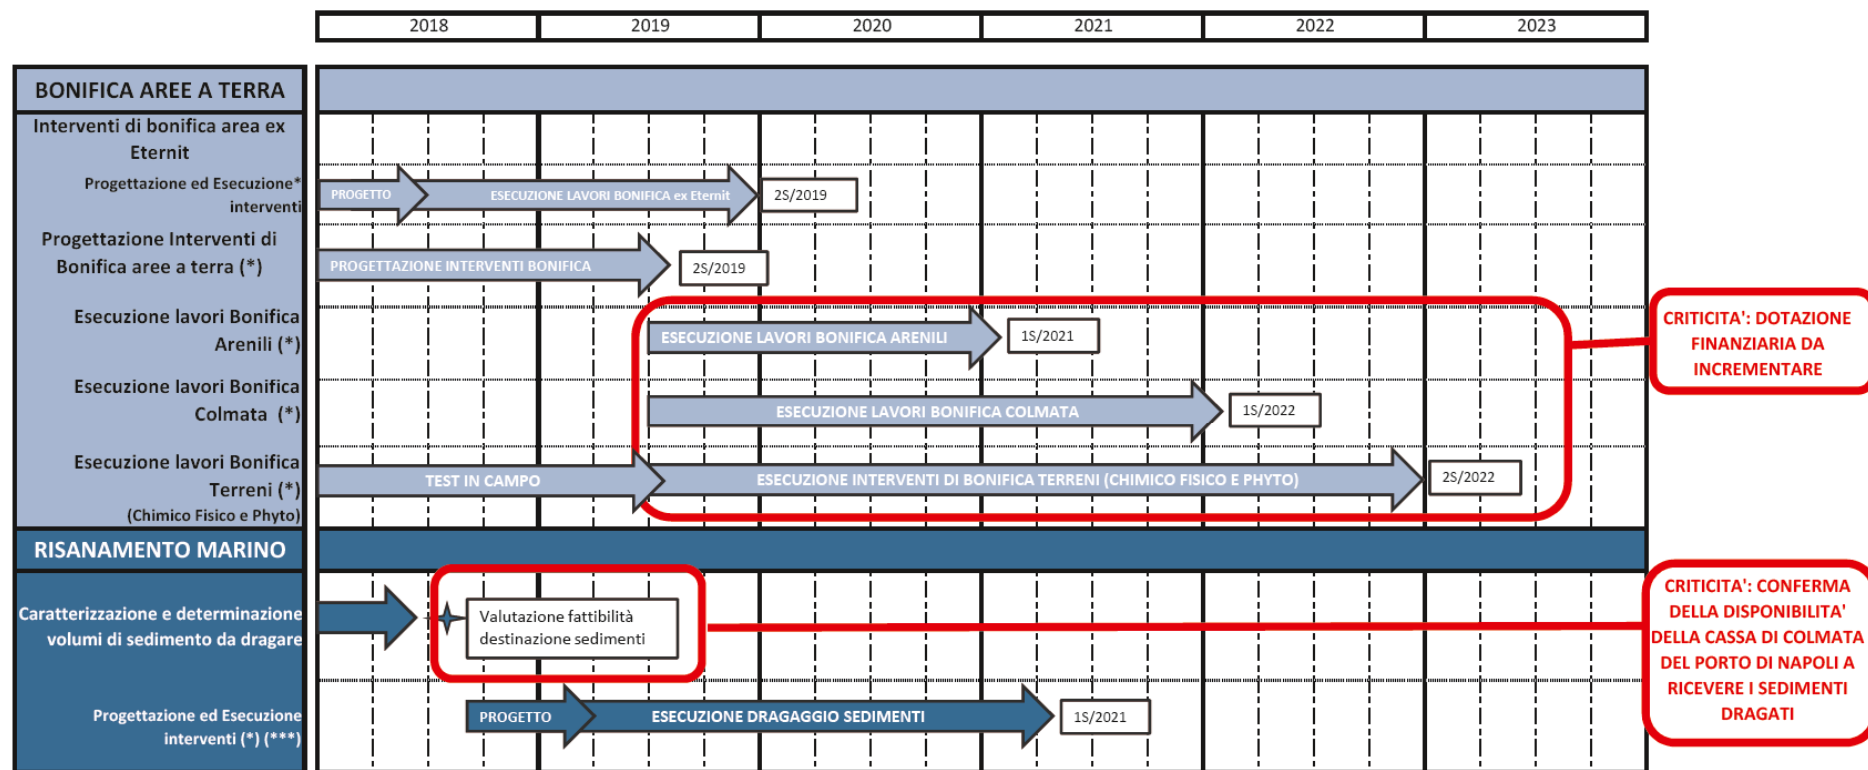 2018 2019 2020 2021 2022 2023
BONIFICA AREE A TERRA
Interventi di bonifica area ex
Eternit
Progettazione ed Esecuzione*
interventi
PROGETTO
ESECUZIONE LAVORI BONIFICA ex Eternit
2S/2019
Progettazione Interventi di
Bonifica aree a terra (*)
PROGETTAZIONE INTERVENTI BONIFICA
2S/2019
Esecuzione lavori Bonifica
Arenili (*)
ESECUZIONE LAVORI BONIFICA ARENILI
1S/2021
CRITICITA': DOTAZIONE
FINANZIARIA DA
INCREMENTARE
Esecuzione lavori Bonifica
Colmata (*)
ESECUZIONE LAVORI BONIFICA COLMATA
1S/2022
Esecuzione lavori Bonifica
Terreni (*)
(Chimico Fisico e Phyto)
TEST IN CAMPO
ESECUZIONE INTERVENTI DI BONIFICA TERRENI (CHIMICO FISICO E PHYTO)
2S/2022
RISANAMENTO MARINO
Caratterizzazione e determinazione
volumi di sedimento da dragare
Valutazione fattibilità
destinazione sedimenti
CRITICITA': CONFERMA
DELLA DISPONIBILITA'
DELLA CASSA DI COLMATA
DEL PORTO DI NAPOLI A
RICEVERE I SEDIMENTI
DRAGATI
Progettazione ed Esecuzione
interventi (*) (***)
PROGETTO
ESECUZIONE DRAGAGGIO SEDIMENTI
1S/2021